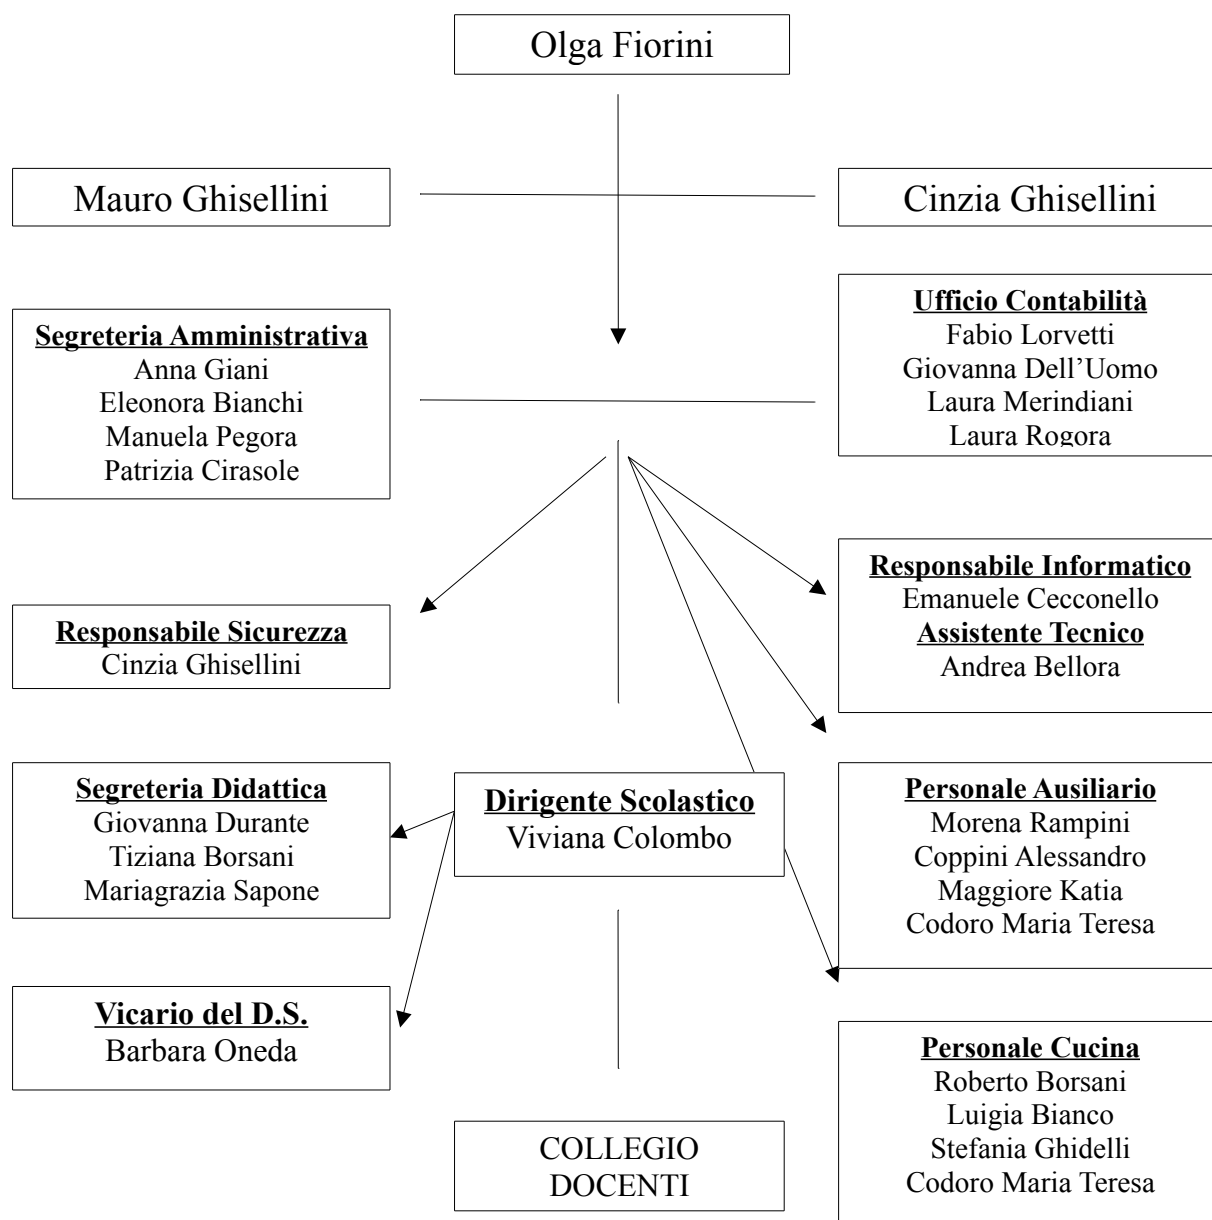 Olga Fiorini
Mauro Ghisellini
Cinzia Ghisellini
Segreteria Amministrativa
Anna Giani
Eleonora Bianchi
Manuela Pegora
Patrizia Cirasole
Ufficio Contabilità
Fabio Lorvetti
Giovanna Dell’Uomo
Laura Merindiani
Laura Rogora
Responsabile Sicurezza
Cinzia Ghisellini
Responsabile Informatico
Emanuele Cecconello
Assistente Tecnico
Andrea Bellora
Segreteria Didattica
Giovanna Durante
Tiziana Borsani
Mariagrazia Sapone
Dirigente Scolastico
Viviana Colombo
Personale Ausiliario
Morena Rampini
Coppini Alessandro
Maggiore Katia
Codoro Maria Teresa
Vicario del D.S.
Barbara Oneda
COLLEGIO
DOCENTI
Personale Cucina
Roberto Borsani
Luigia Bianco
Stefania Ghidelli
Codoro Maria Teresa